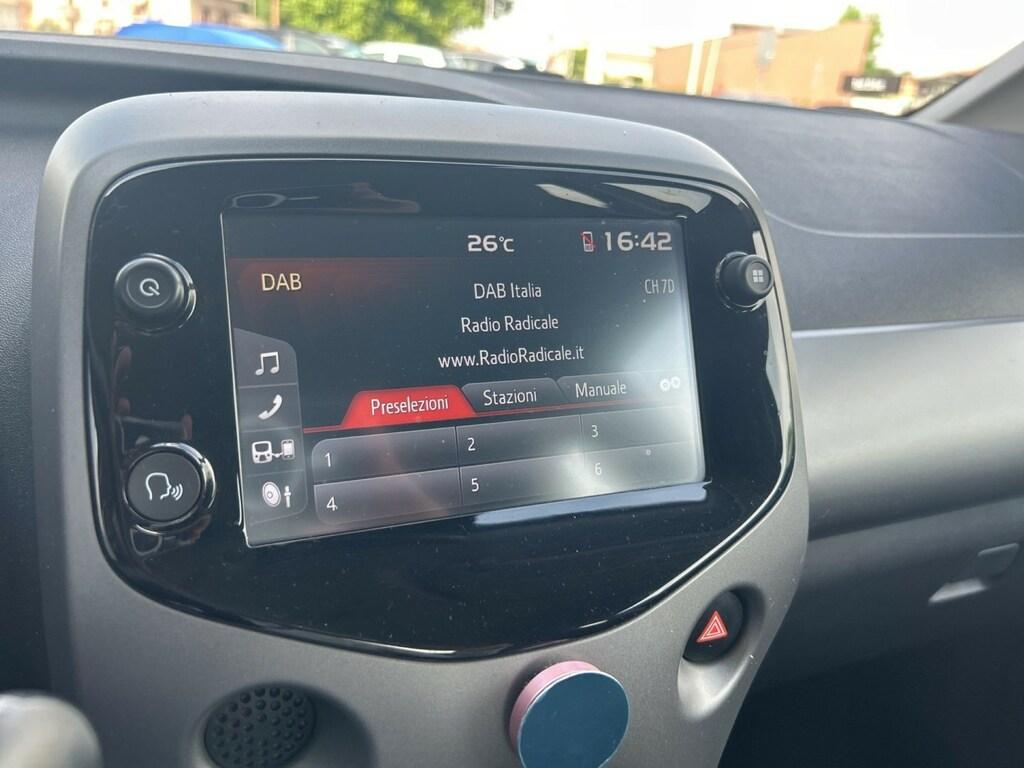 26°C 16:42
DAB
DAB Italia CH 7D
Radio Radicale
www.RadioRadicale.it
Preselezioni Stazioni Manuale
1 2 3
4 5 6